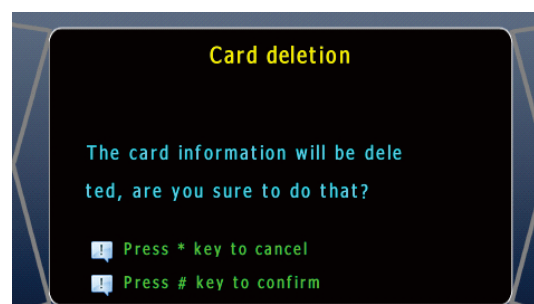 Card deletion
The card information will be dele
ted, are you sure to do that?
Press * key to cancel
Press # key to confirm